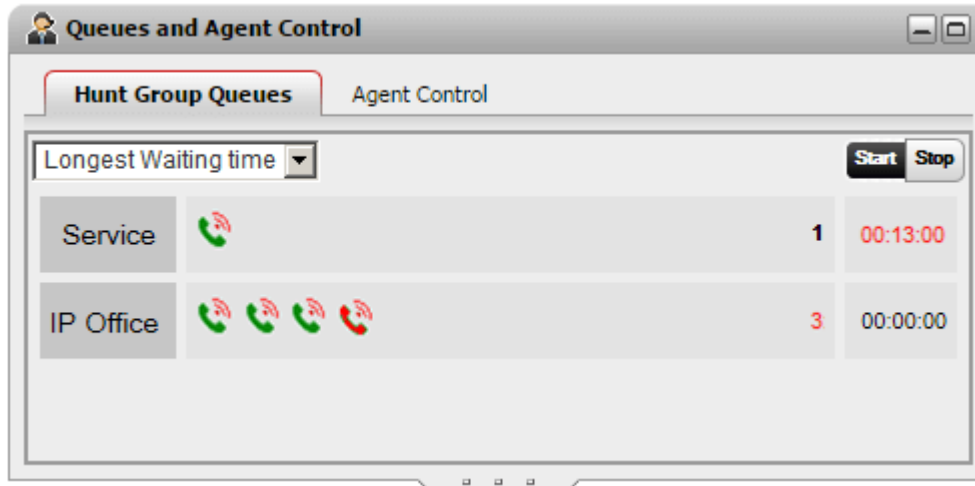 Queues and Agent Control
Hunt Group Queues Agent Control
Longest Waiting time Start Stop
Service 1 00:13:00
IP Office 3 00:00:00